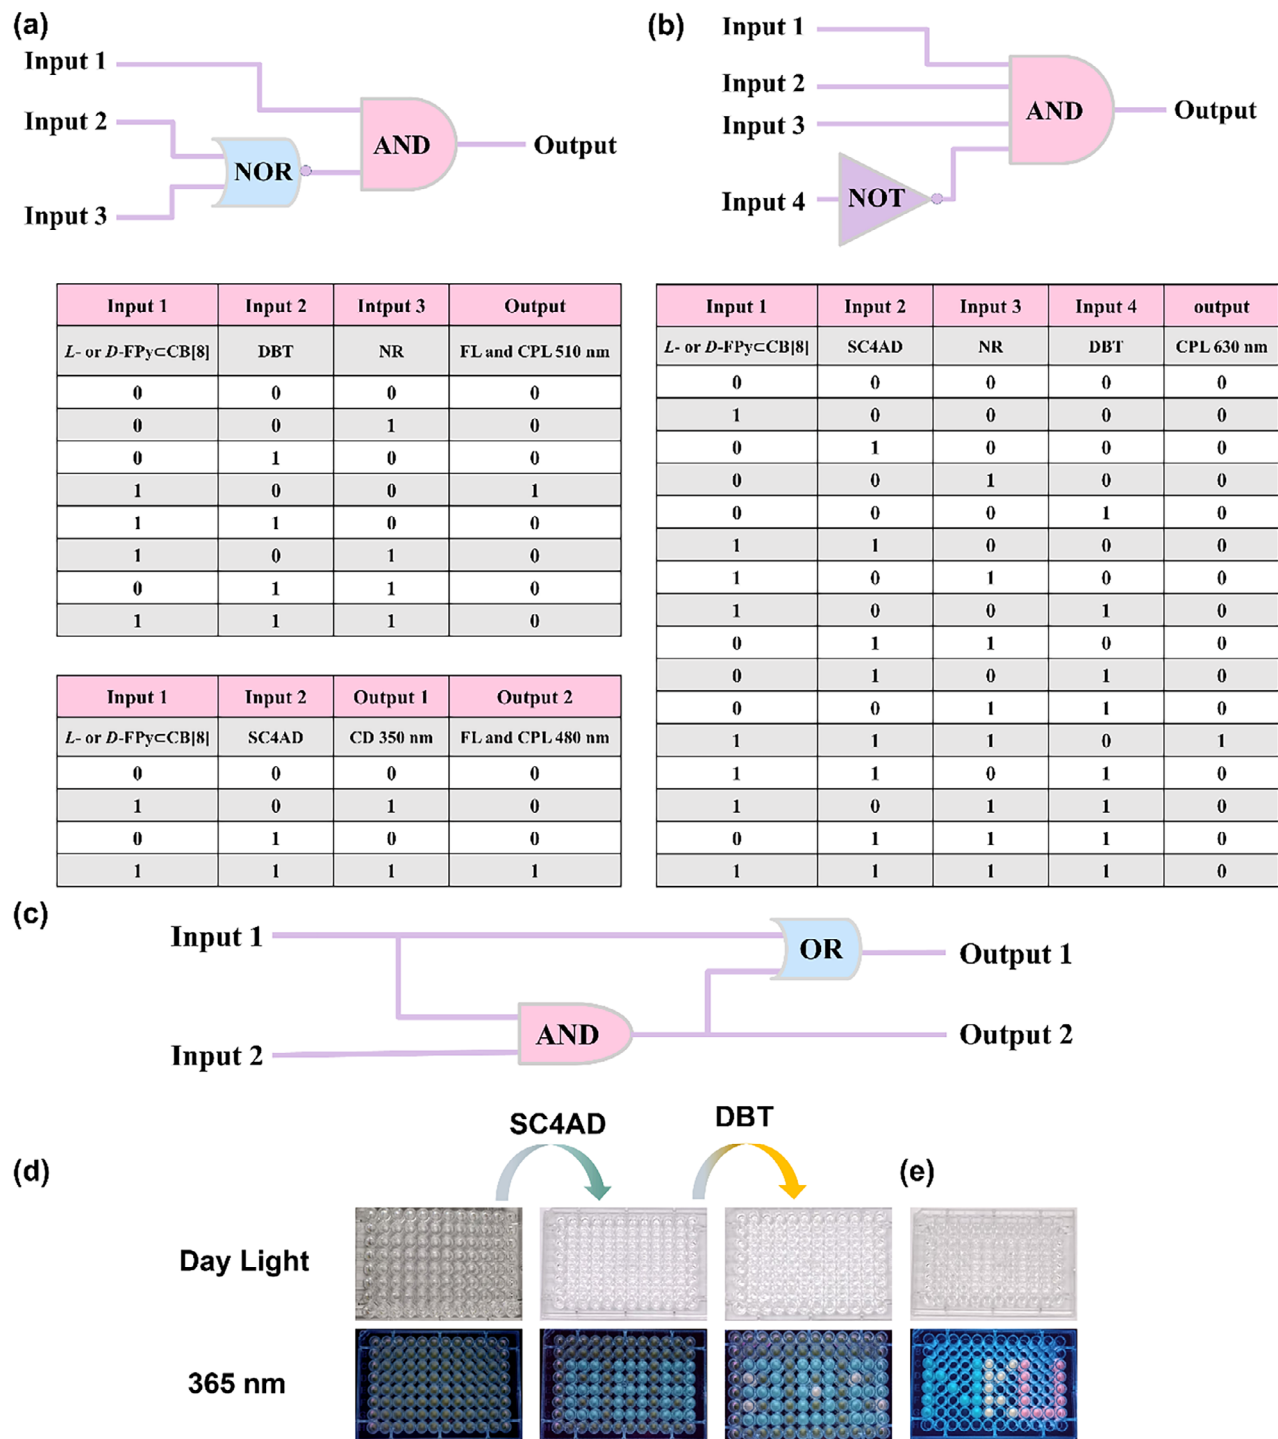 (a)
Input 1
Input 2
NOR
AND
Output
Input 3
(b)
Input 1
Input 2
Input 3
AND
Output
Input 4
NOT
Input 1 Input 2 Intput 3 Output
L- or D-FPy⊂CB[8] DBT NR FL and CPL 510 nm
0 0 0 0
0 0 1 0
0 1 0 0
1 0 0 1
1 1 0 0
1 0 1 0
0 1 1 0
1 1 1 0
Input 1 Input 2 Output 1 Output 2
L- or D-FPy⊂CB[8] SC4AD CD 350 nm FL and CPL 480 nm
0 0 0 0
1 0 1 0
0 1 0 0
1 1 1 1
Input 1 Input 2 Input 3 Input 4 output
L- or D-FPy⊂CB[8] SC4AD NR DBT CPL 630 nm
0 0 0 0 0
1 0 0 0 0
0 1 0 0 0
0 0 1 0 0
0 0 0 1 0
1 1 0 0 0
1 0 1 0 0
1 0 0 1 0
0 1 1 0 0
0 1 0 1 0
0 0 1 1 0
1 1 1 0 1
1 1 0 1 0
1 0 1 1 0
0 1 1 1 0
1 1 1 1 0
(c)
Input 1
OR
Output 1
Input 2
AND
Output 2
(d)
SC4AD
DBT
(e)
Day Light
365 nm